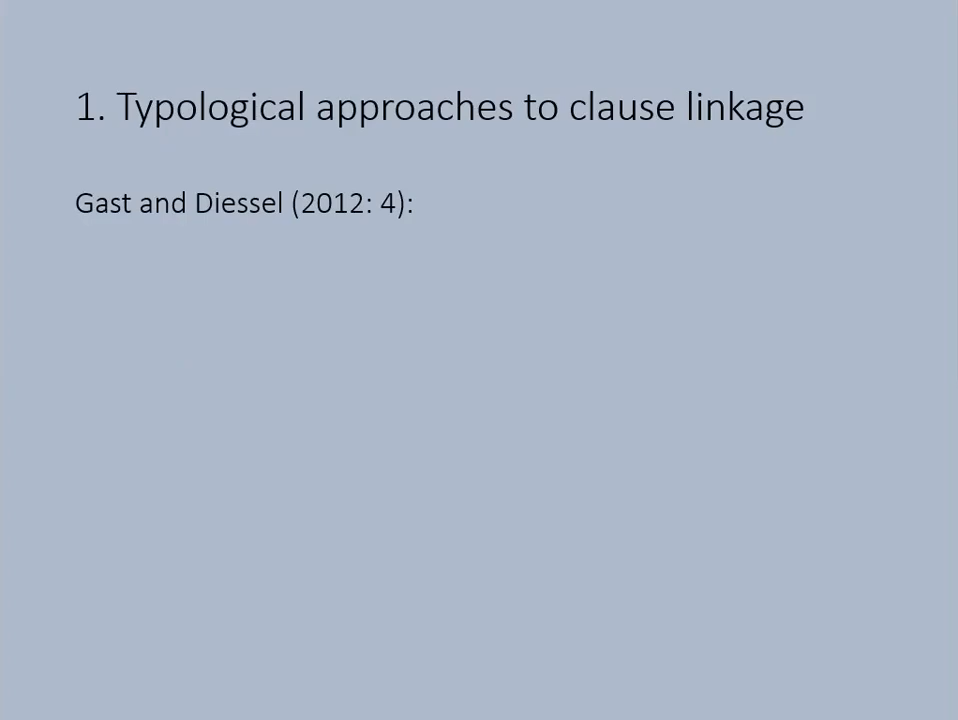 1. Typological approaches to clause linkage
Gast and Diessel (2012: 4):